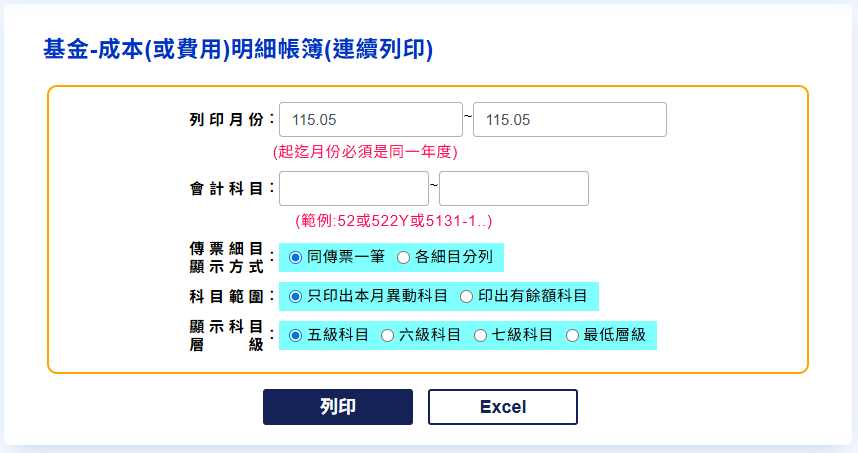 基金-成本(或費用)明細帳簿(連續列印)
列印月份： 115.05 ~ 115.05
(起迄月份必須是同一年度)
會計科目： ~
(範例:52或522Y或5131-1..)
傳票細目
顯示方式： 同傳票一筆 各細目分列
科目範圍： 只印出本月異動科目 印出有餘額科目
顯示科目
層級： 五級科目 六級科目 七級科目 最低層級
列印 Excel